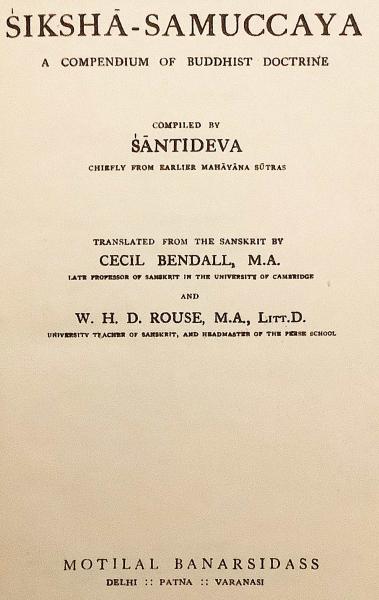 ŚIKSHĀ-SAMUCCAYA
A COMPENDIUM OF BUDDHIST DOCTRINE
COMPILED BY
ŚĀNTIDEVA
CHIEFLY FROM EARLIER MAHĀYĀNA SŪTRAS
TRANSLATED FROM THE SANSKRIT BY
CECIL BENDALL, M.A.
LATE PROFESSOR OF SANSKRIT IN THE UNIVERSITY OF CAMBRIDGE
AND
W. H. D. ROUSE, M.A., LITT.D.
UNIVERSITY TEACHER OF SANSKRIT, AND HEADMASTER OF THE PERSE SCHOOL
MOTILAL BANARSIDASS
DELHI :: PATNA :: VARANASI